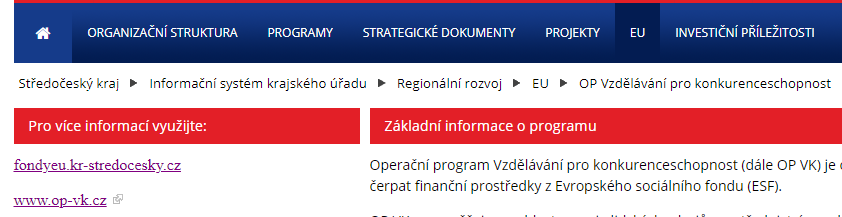 ORGANIZAČNÍ STRUKTURA PROGRAMY STRATEGICKÉ DOKUMENTY PROJEKTY EU INVESTIČNÍ PŘÍLEŽITOSTI
Středočeský kraj Informační systém krajského úřadu Regionální rozvoj EU OP Vzdělávání pro konkurenceschopnost
Pro více informací využijte:
fondyeu.kr-stredocesky.cz
www.op-vk.cz
Základní informace o programu
Operační program Vzdělávání pro konkurenceschopnost (dále OP VK) je
čerpat finanční prostředky z Evropského sociálního fondu (ESF).